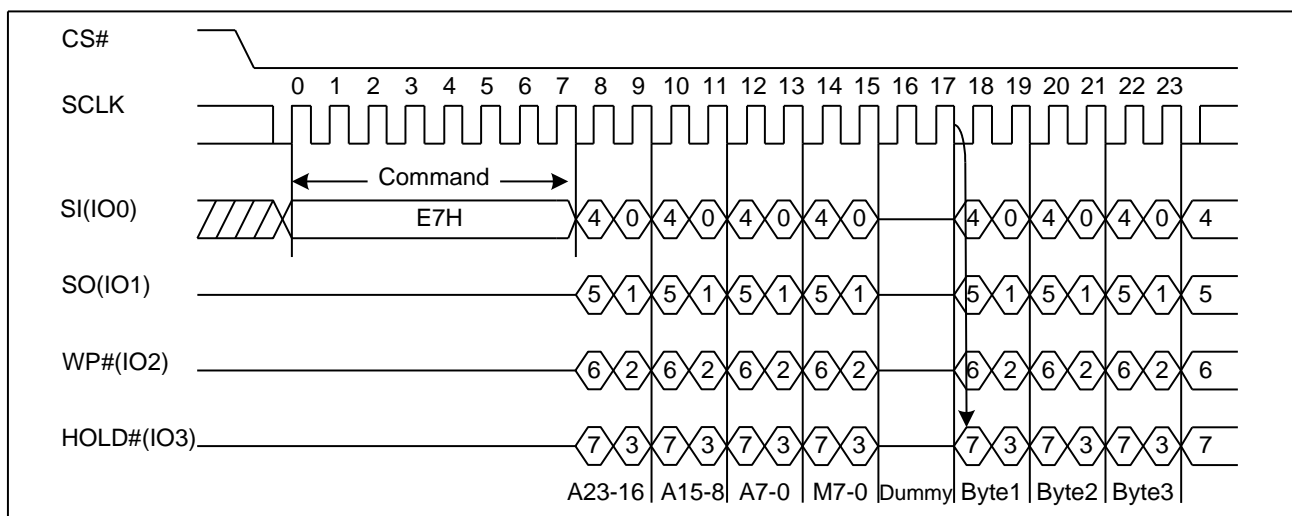 CS#
0 1 2 3 4 5 6 7 8 9 10 11 12 13 14 15 16 17 18 19 20 21 22 23
SCLK
Command
SI(IO0) E7H 4 0 4 0 4 0 4 0 4 0 4 0 4 0 4
SO(IO1) 5 1 5 1 5 1 5 1 5 1 5 1 5 1 5
WP#(IO2) 6 2 6 2 6 2 6 2 6 2 6 2 6 2 6
HOLD#(IO3) 7 3 7 3 7 3 7 3 7 3 7 3 7 3 7
A23-16 A15-8 A7-0 M7-0 Dummy Byte1 Byte2 Byte3